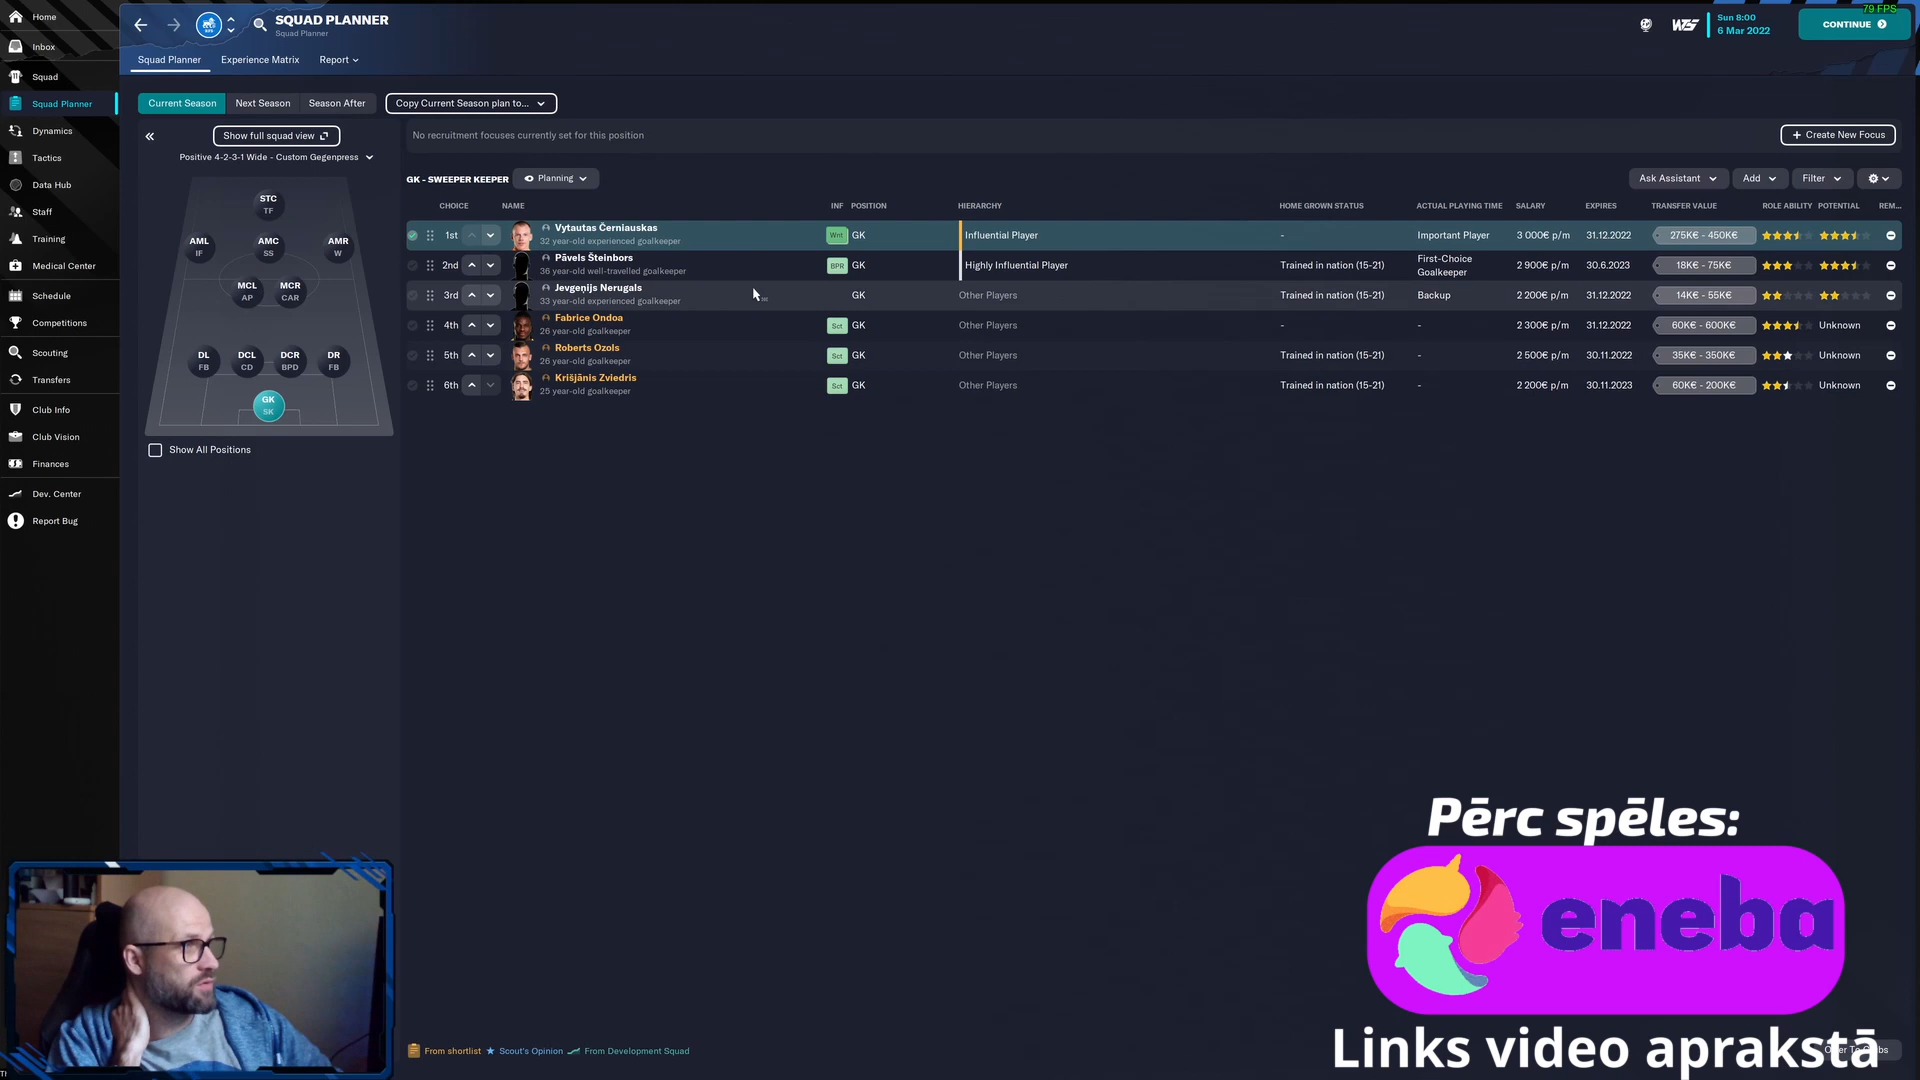 Home
Inbox
Squad
Squad Planner
Dynamics
Tactics
Data Hub
Staff
Training
Medical Center
Schedule
Competitions
Scouting
Transfers
Club Info
Club Vision
Finances
Dev. Center
Report Bug
SQUAD PLANNER
Squad Planner
Sun 8:00
6 Mar 2022
79 FPS
CONTINUE
Squad Planner Experience Matrix Report
Current Season Next Season Season After Copy Current Season plan to...
Show full squad view
Positive 4-2-3-1 Wide - Custom Gegenpress
STC
TF
AML AMC AMR
IF SS W
MCL MCR
AP CAR
DL DCL DCR DR
FB CD BPD FB
GK
SK
Show All Positions
No recruitment focuses currently set for this position
+ Create New Focus
GK - SWEEPER KEEPER Planning Ask Assistant Add Filter
CHOICE NAME INF POSITION HIERARCHY HOME GROWN STATUS ACTUAL PLAYING TIME SALARY EXPIRES TRANSFER VALUE ROLE ABILITY POTENTIAL REM...
1st Vytautas Černiauskas Wnt GK Influential Player - Important Player 3 000€ p/m 31.12.2022 275K€ - 450K€
32 year-old experienced goalkeeper
2nd Pāvels Šteinbors BPR GK Highly Influential Player Trained in nation (15-21) First-Choice Goalkeeper 2 900€ p/m 30.6.2023 18K€ - 75K€
36 year-old well-travelled goalkeeper
3rd Jevgeņijs Nerugals GK Other Players Trained in nation (15-21) Backup 2 200€ p/m 31.12.2022 14K€ - 55K€
33 year-old experienced goalkeeper
4th Fabrice Ondoa Sct GK Other Players - - 2 300€ p/m 31.12.2022 60K€ - 600K€ Unknown
26 year-old goalkeeper
5th Roberts Ozols Sct GK Other Players Trained in nation (15-21) - 2 500€ p/m 30.11.2022 35K€ - 350K€ Unknown
26 year-old goalkeeper
6th Krišjānis Zviedris Sct GK Other Players Trained in nation (15-21) - 2 200€ p/m 30.11.2023 60K€ - 200K€ Unknown
25 year-old goalkeeper
From shortlist Scout's Opinion From Development Squad
Pērc spēles:
eneba
Links video aprakstā